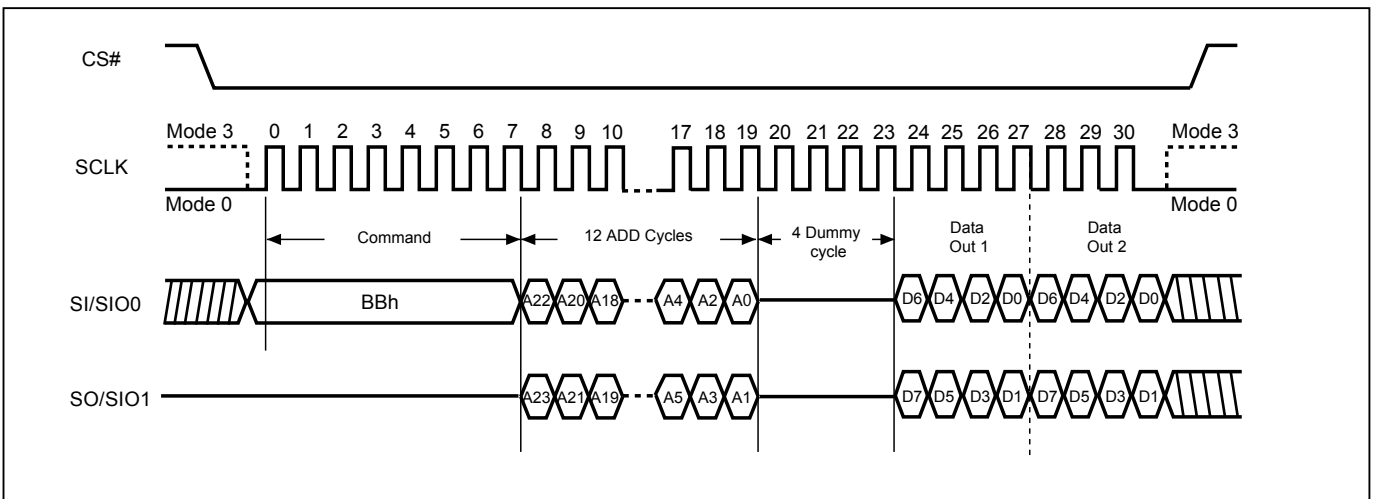 CS#
Mode 3 0 1 2 3 4 5 6 7 8 9 10 17 18 19 20 21 22 23 24 25 26 27 28 29 30 Mode 3
SCLK
Mode 0 Mode 0
Command 12 ADD Cycles 4 Dummy cycle Data Out 1 Data Out 2
SI/SIO0 BBh A22 A20 A18 A4 A2 A0 D6 D4 D2 D0 D6 D4 D2 D0
SO/SIO1 A23 A21 A19 A5 A3 A1 D7 D5 D3 D1 D7 D5 D3 D1